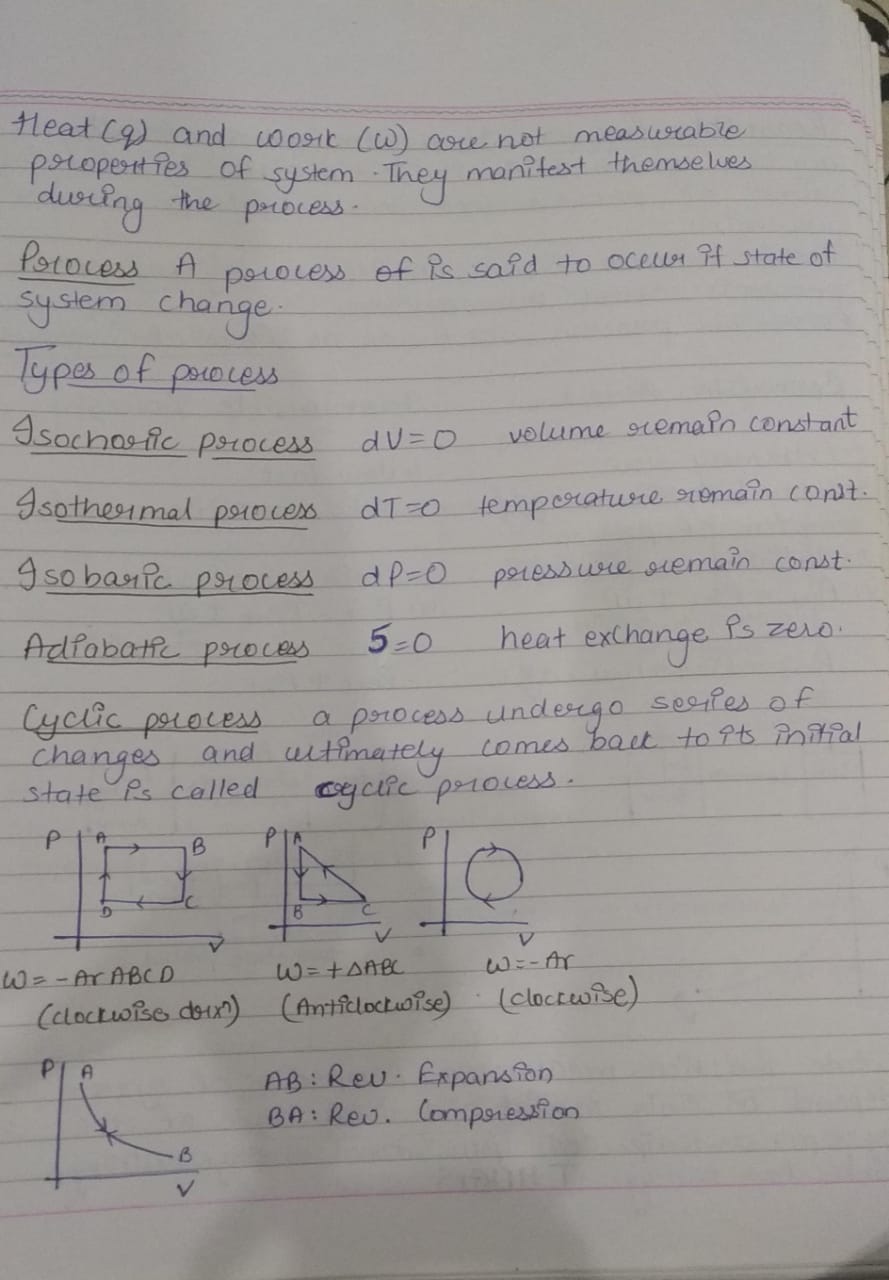 Heat (q) and work (w) are not measurable
properties of system. They manifest themselves
during the process.
Process A process of is said to occur if state of
system change.
Types of process
Isochoric process dV=0 volume remain constant
Isothermal process dT=0 temperature remain const.
Isobaric process dP=0 pressure remain const.
Adiabatic process 5=0 heat exchange is zero.
Cyclic process a process undergo series of
changes and ultimately comes back to its initial
state is called cyclic process.
P A B
D C
V
P A
B C
V
P
V
W = -Ar ABCD W = + ΔABC W = -Ar
(clockwise dirxⁿ) (Anticlockwise) (clockwise)
P A AB : Rev. Expansion
BA : Rev. Compression
B
V